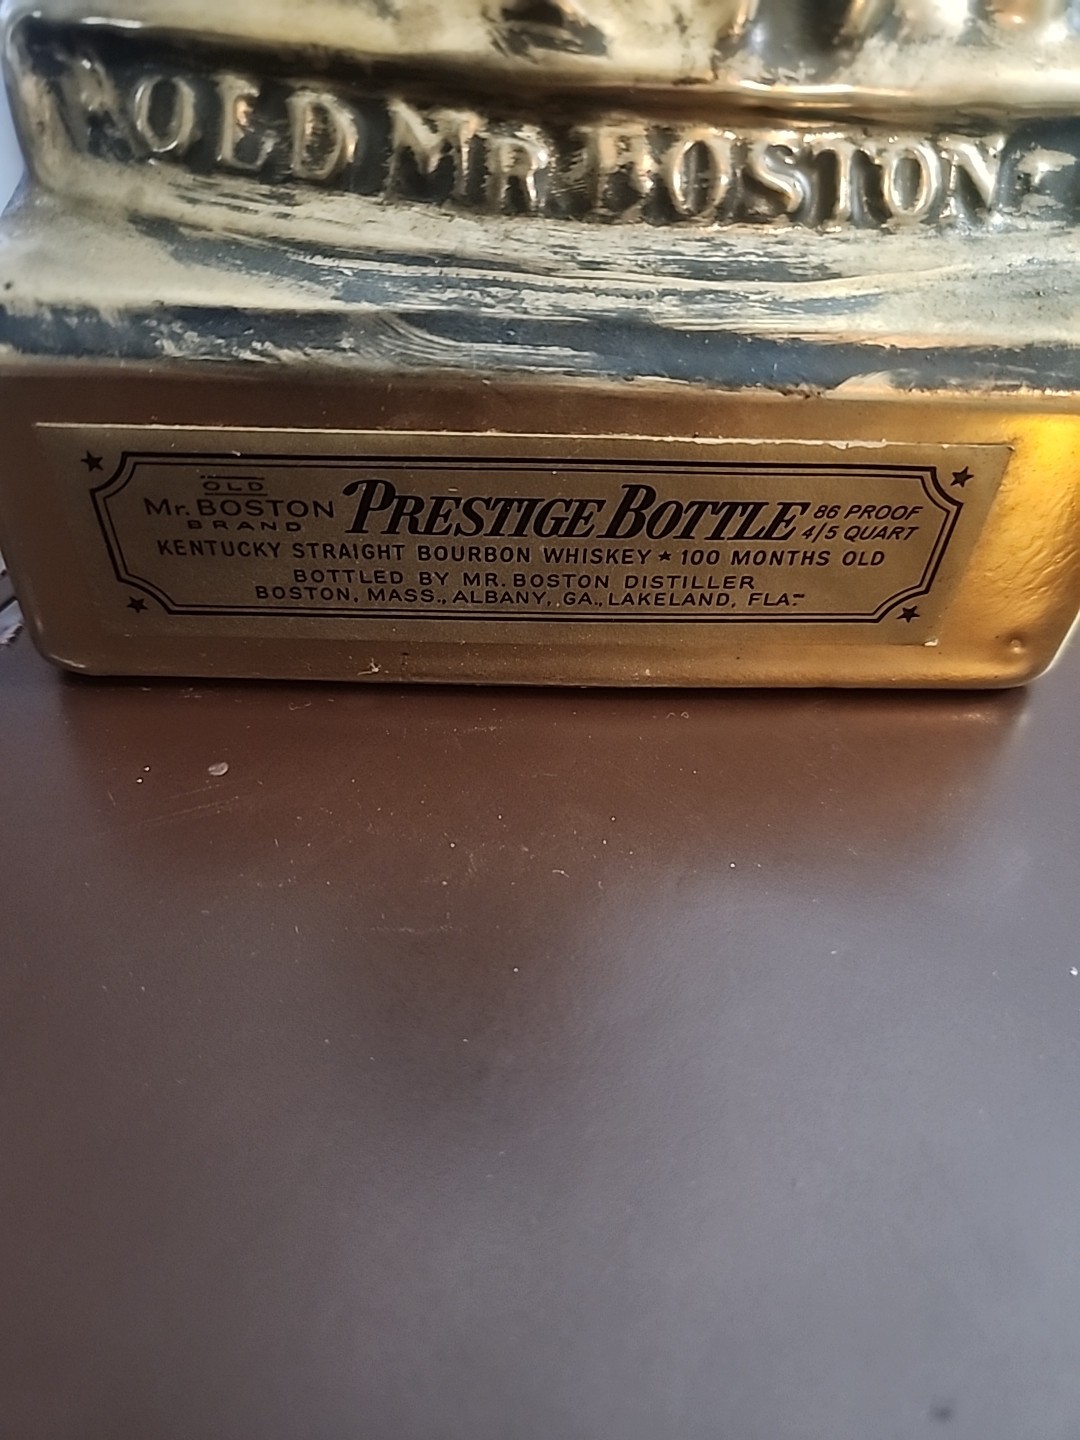 OLD MR. BOSTON
OLD
Mr. BOSTON
BRAND
PRESTIGE BOTTLE
86 PROOF
4/5 QUART
KENTUCKY STRAIGHT BOURBON WHISKEY ★ 100 MONTHS OLD
BOTTLED BY MR. BOSTON DISTILLER
BOSTON, MASS., ALBANY, GA., LAKELAND, FLA.